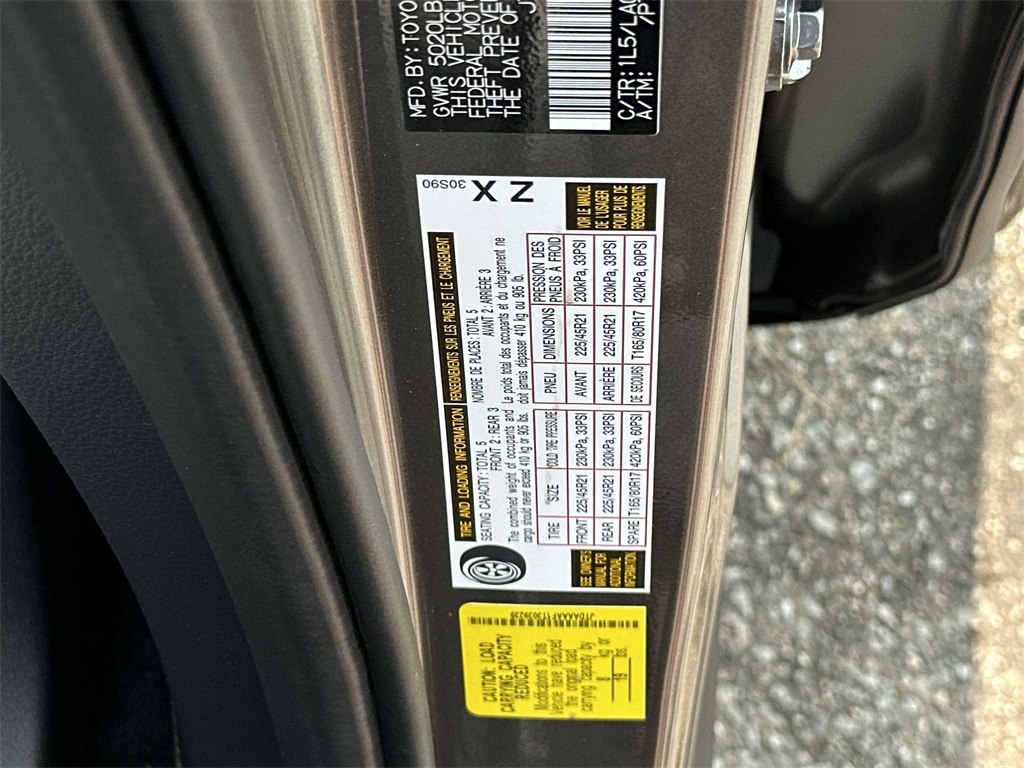 MFD. BY: TOYO
GVWR 5020LB
THIS VEHICL
FEDERAL MOT
THEFT PREVE
THE DATE OF
C/TR: 1L5/LA
A/TM: /P
30S90
X
Z
TIRE AND LOADING INFORMATION
RENSEIGNEMENTS SUR LES PNEUS ET LE CHARGEMENT
SEATING CAPACITY: TOTAL 5
FRONT 2: REAR 3
NOMBRE DE PLACES: TOTAL 5
AVANT 2: ARRIÈRE 3
The combined weight of occupants and
cargo should never exceed 410 kg or 905 lbs.
Le poids total des occupants et du chargement ne
doit jamais dépasser 410 kg ou 905 lb.
TIRE SIZE COLD TIRE PRESSURE PNEU DIMENSIONS PRESSION DES PNEUS À FROID
FRONT 225/45R21 230kPa, 33PSI AVANT 225/45R21 230kPa, 33PSI
REAR 225/45R21 230kPa, 33PSI ARRIÈRE 225/45R21 230kPa, 33PSI
SPARE T165/80R17 420kPa, 60PSI DE SECOURS T165/80R17 420kPa, 60PSI
SEE OWNERS
MANUAL FOR
ADDITIONAL
INFORMATION
VOIR LE MANUEL
DE L'USAGER
POUR PLUS DE
RENSEIGNEMENTS
JTDAAAAF113039239
CAUTION: LOAD
CARRYING CAPACITY
REDUCED
Modifications to this
Vehicle have reduced
the original load
carrying capacity by
8 kg or
19 lbs.